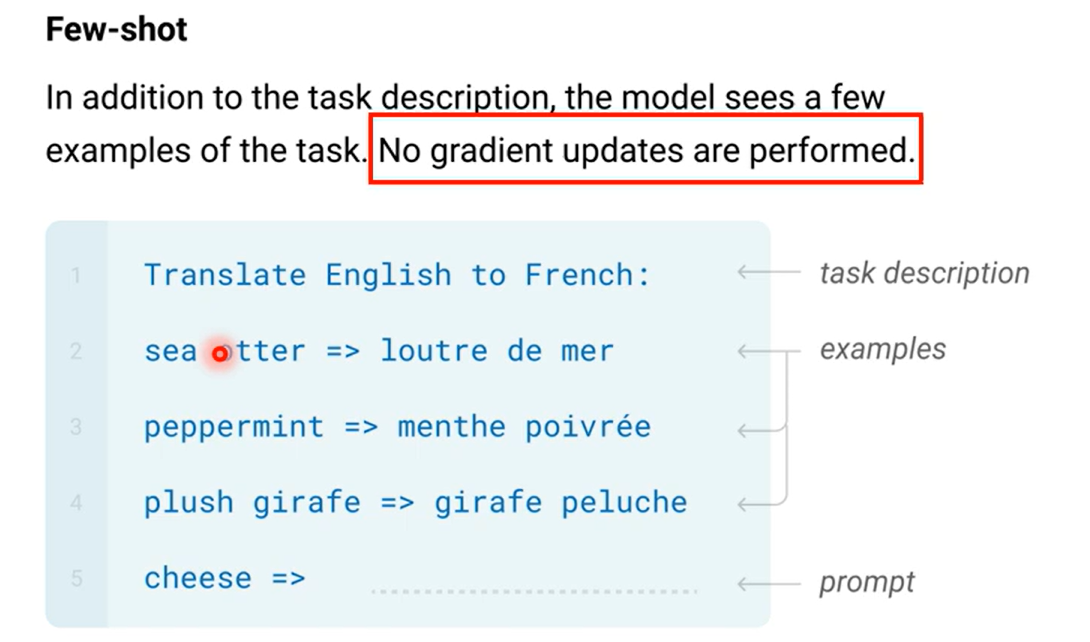 Few-shot
In addition to the task description, the model sees a few
examples of the task. No gradient updates are performed.
1 Translate English to French: task description
2 sea otter => loutre de mer examples
3 peppermint => menthe poivrée
4 plush girafe => girafe peluche
5 cheese => prompt